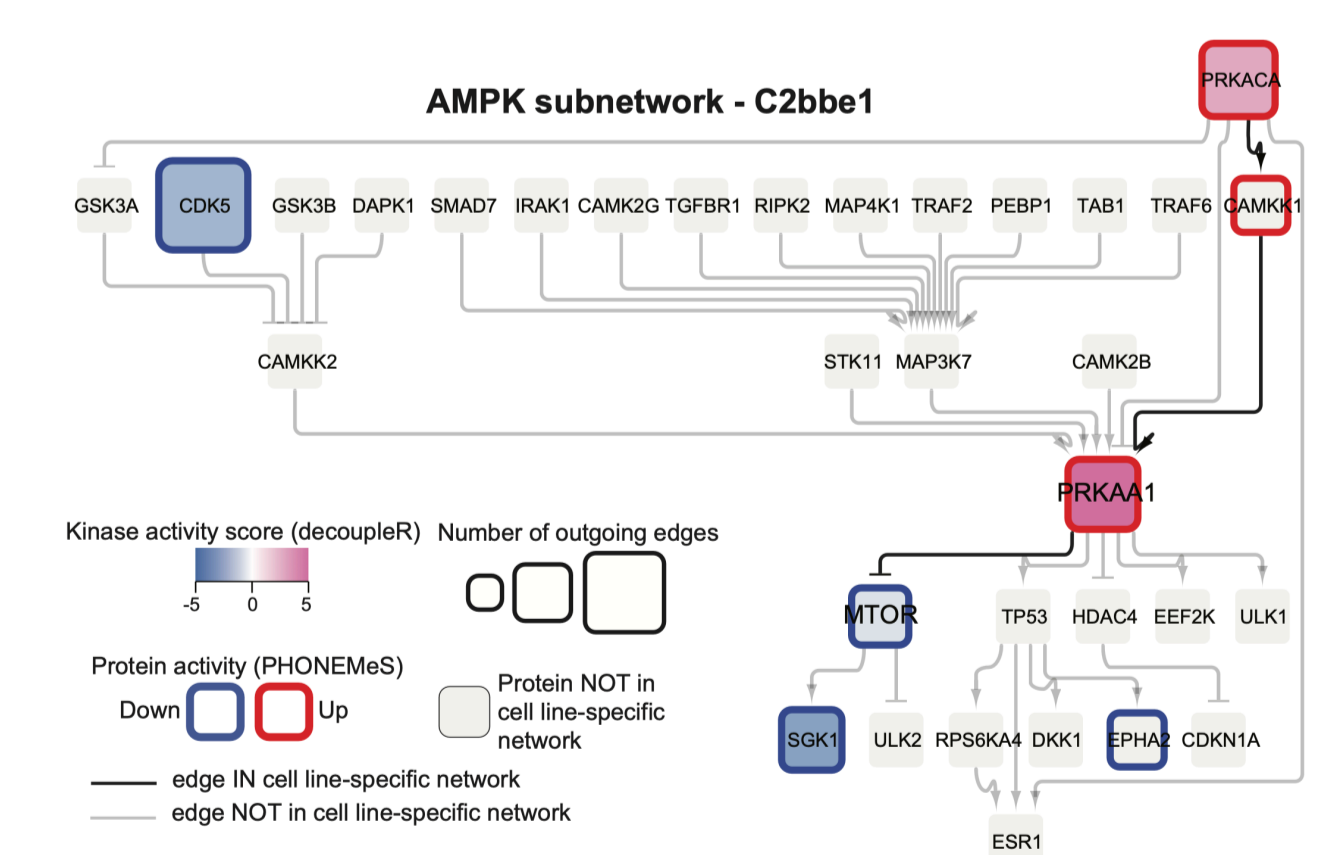 PRKACA
AMPK subnetwork - C2bbe1
GSK3A CDK5 GSK3B DAPK1 SMAD7 IRAK1 CAMK2G TGFBR1 RIPK2 MAP4K1 TRAF2 PEBP1 TAB1 TRAF6 CAMKK1
CAMKK2 STK11 MAP3K7 CAMK2B
PRKAA1
Kinase activity score (decoupleR)
-5 0 5
Number of outgoing edges
Protein activity (PHONEMeS)
Down Up
Protein NOT in
cell line-specific
network
edge IN cell line-specific network
edge NOT in cell line-specific network
MTOR TP53 HDAC4 EEF2K ULK1
SGK1 ULK2 RPS6KA4 DKK1 EPHA2 CDKN1A
ESR1